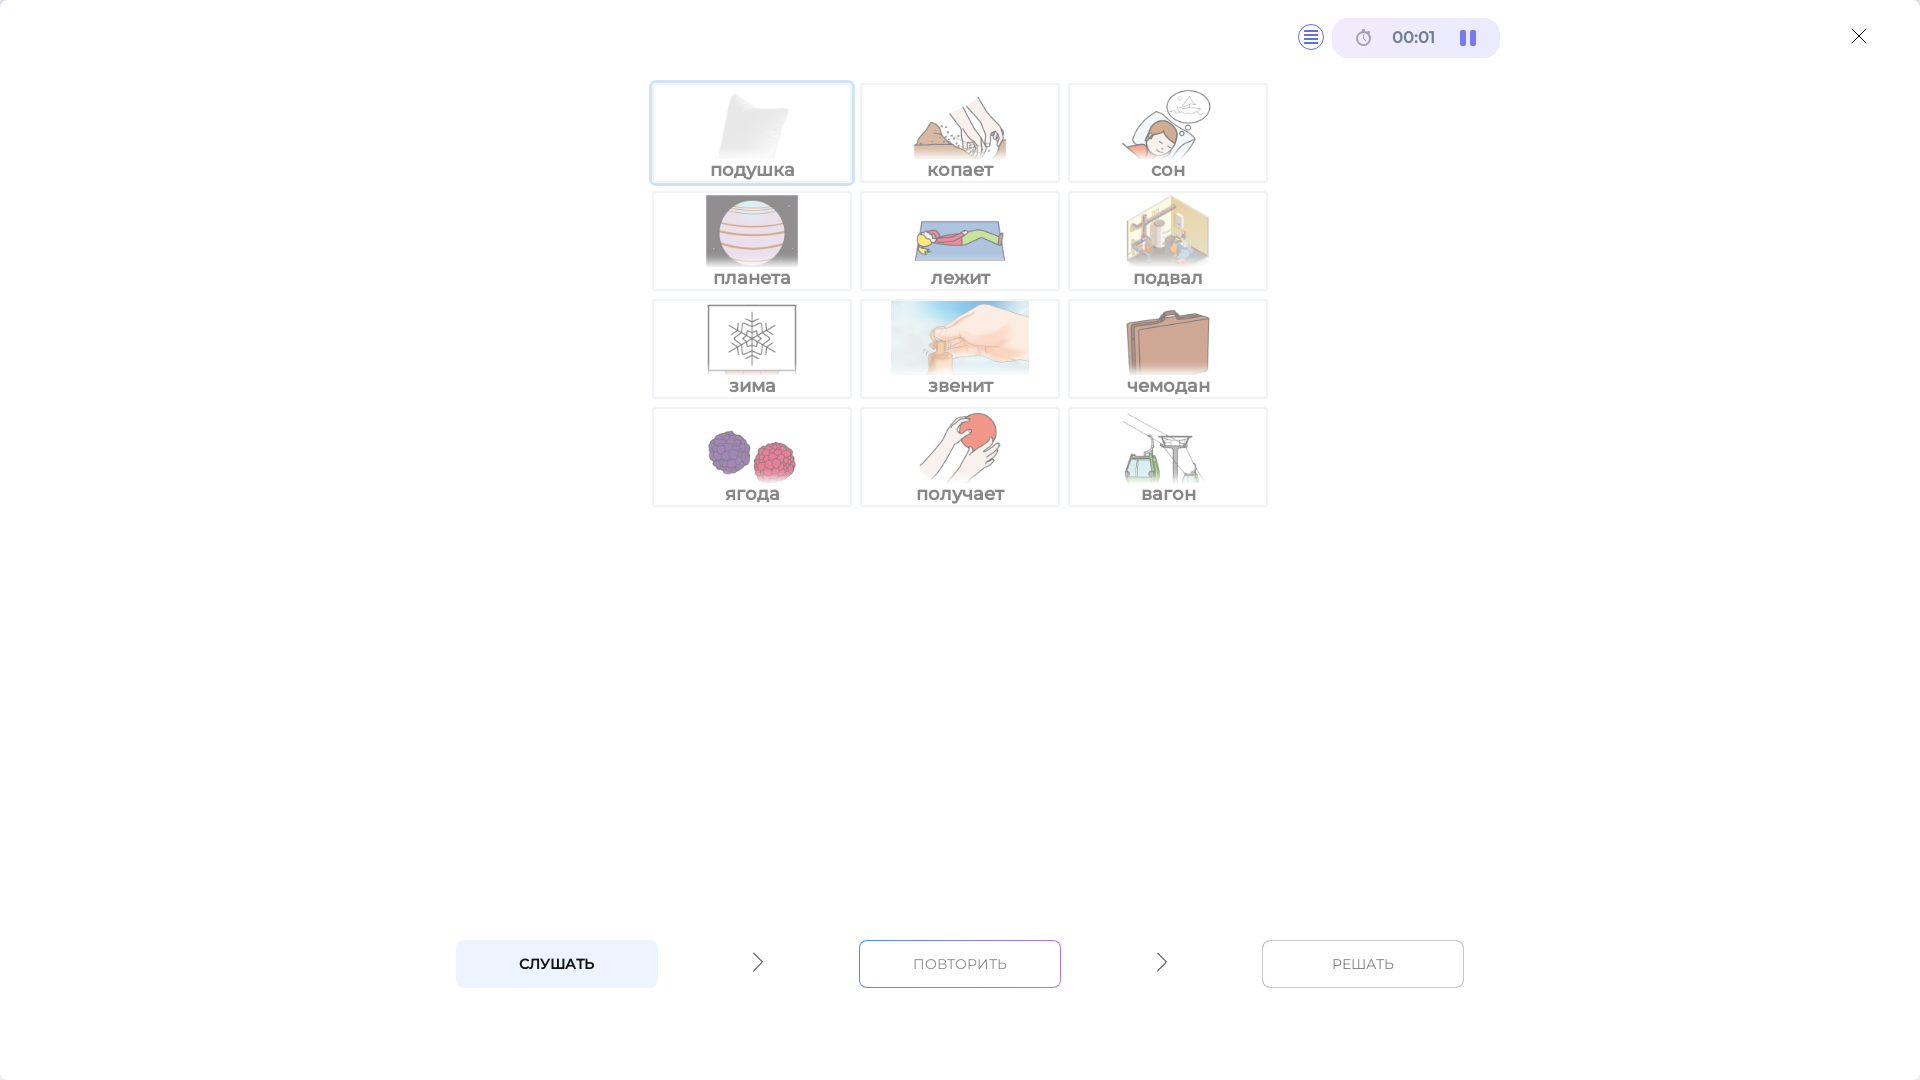 00:01
подушка
копает
сон
планета
лежит
подвал
зима
звенит
чемодан
ягода
получает
вагон
СЛУШАТЬ
ПОВТОРИТЬ
РЕШАТЬ